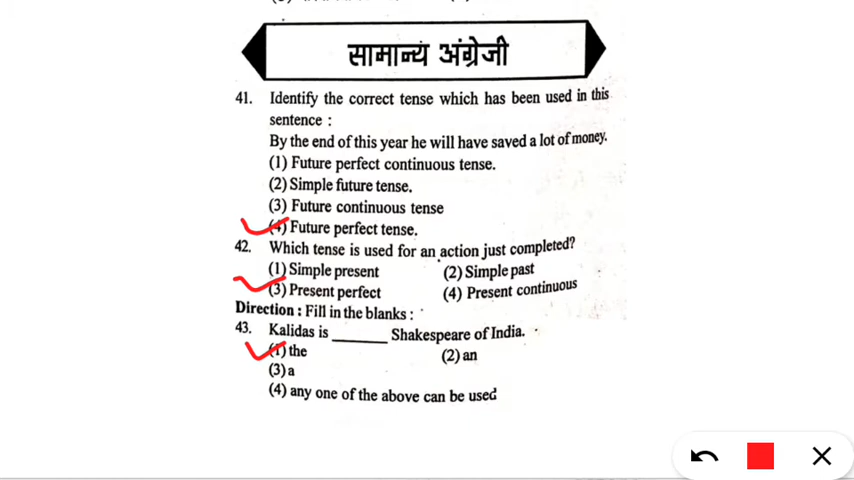 सामान्य अंग्रेजी
41. Identify the correct tense which has been used in this
sentence :
By the end of this year he will have saved a lot of money.
(1) Future perfect continuous tense.
(2) Simple future tense.
(3) Future continuous tense
(4) Future perfect tense.
42. Which tense is used for an action just completed?
(1) Simple present (2) Simple past
(3) Present perfect (4) Present continuous
Direction : Fill in the blanks :
43. Kalidas is ______ Shakespeare of India.
(1) the (2) an
(3) a
(4) any one of the above can be used